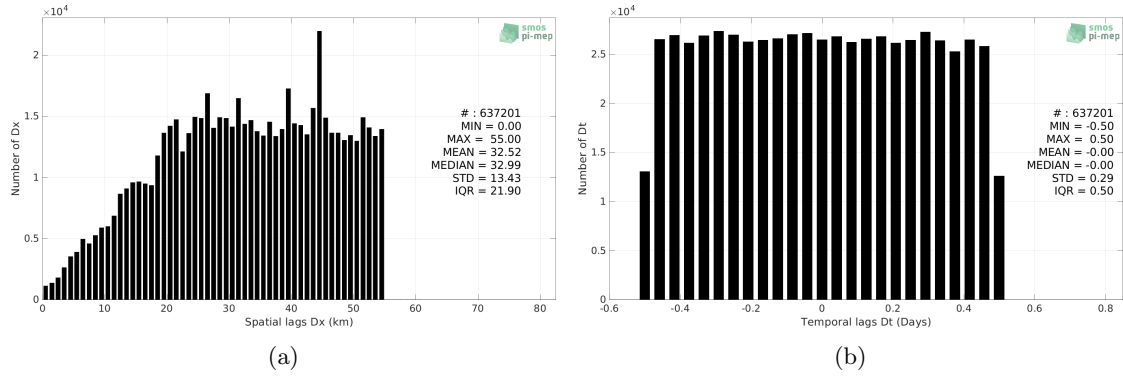 ×10⁴
2
1.5
1
0.5
0
Number of Dx
0 10 20 30 40 50 60 70 80
Spatial lags Dx (km)
smos
pi-mep
# : 637201
MIN = 0.00
MAX = 55.00
MEAN = 32.52
MEDIAN = 32.99
STD = 13.43
IQR = 21.90
(a)
×10⁴
2.5
2
1.5
1
0.5
0
Number of Dt
-0.6 -0.4 -0.2 0 0.2 0.4 0.6 0.8
Temporal lags Dt (Days)
smos
pi-mep
# : 637201
MIN = -0.50
MAX = 0.50
MEAN = -0.00
MEDIAN = -0.00
STD = 0.29
IQR = 0.50
(b)